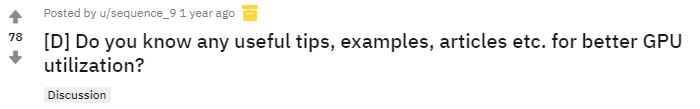 Posted by u/sequence_9 1 year ago
78
[D] Do you know any useful tips, examples, articles etc. for better GPU
utilization?
Discussion